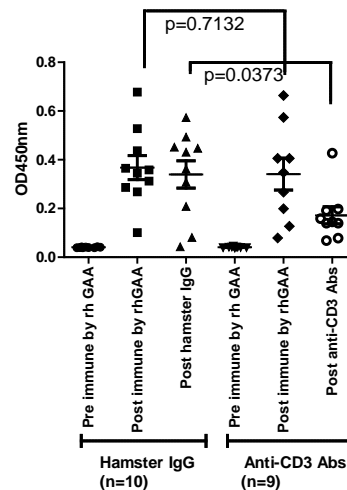 p=0.7132
p=0.0373
0.8
0.6
0.4
0.2
0.0
OD450nm
Pre immune by rh GAA
Post immune by rhGAA
Post hamster IgG
Pre immune by rh GAA
Post immune by rhGAA
Post anti-CD3 Abs
Hamster IgG
(n=10)
Anti-CD3 Abs
(n=9)